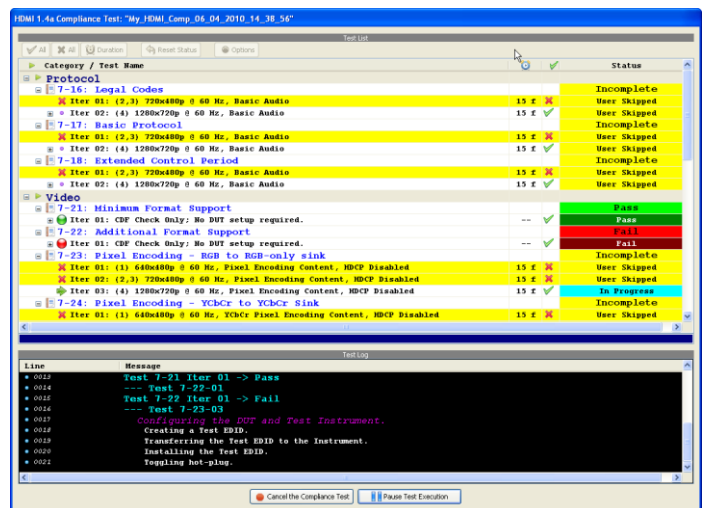 HDMI 1.4a Compliance Test: "My_HDMI_Comp_06_04_2010_14_38_56"
Test List
All All Duration Reset Status Options
Category / Test Name Status
Protocol
7-16: Legal Codes Incomplete
Iter 01: (2,3) 720x480p @ 60 Hz, Basic Audio 15 f User Skipped
Iter 02: (4) 1280x720p @ 60 Hz, Basic Audio 15 f User Skipped
7-17: Basic Protocol Incomplete
Iter 01: (2,3) 720x480p @ 60 Hz, Basic Audio 15 f User Skipped
Iter 02: (4) 1280x720p @ 60 Hz, Basic Audio 15 f User Skipped
7-18: Extended Control Period Incomplete
Iter 01: (2,3) 720x480p @ 60 Hz, Basic Audio 15 f User Skipped
Iter 02: (4) 1280x720p @ 60 Hz, Basic Audio 15 f User Skipped
Video
7-21: Minimum Format Support Pass
Iter 01: CDF Check Only; No DUT setup required. -- Pass
7-22: Additional Format Support Fail
Iter 01: CDF Check Only; No DUT setup required. -- Fail
7-23: Pixel Encoding - RGB to RGB-only sink Incomplete
Iter 01: (1) 640x480p @ 60 Hz, Pixel Encoding Content, HDCP Disabled 15 f User Skipped
Iter 02: (2,3) 720x480p @ 60 Hz, Pixel Encoding Content, HDCP Disabled 15 f User Skipped
Iter 03: (4) 1280x720p @ 60 Hz, Pixel Encoding Content, HDCP Disabled 15 f In Progress
7-24: Pixel Encoding - YCbCr to YCbCr Sink Incomplete
Iter 01: (1) 640x480p @ 60 Hz, YCbCr Pixel Encoding Content, HDCP Disabled 15 f User Skipped
Test Log
Line Message
0013 Test 7-21 Iter 01 -> Pass
0014 --- Test 7-22-01
0015 Test 7-22 Iter 01 -> Fail
0016 --- Test 7-23-03
0017 Configuring the DUT and Test Instrument.
0018 Creating a Test EDID.
0019 Transferring the Test EDID to the Instrument.
0020 Installing the Test EDID.
0021 Toggling hot-plug.
Cancel the Compliance Test Pause Test Execution